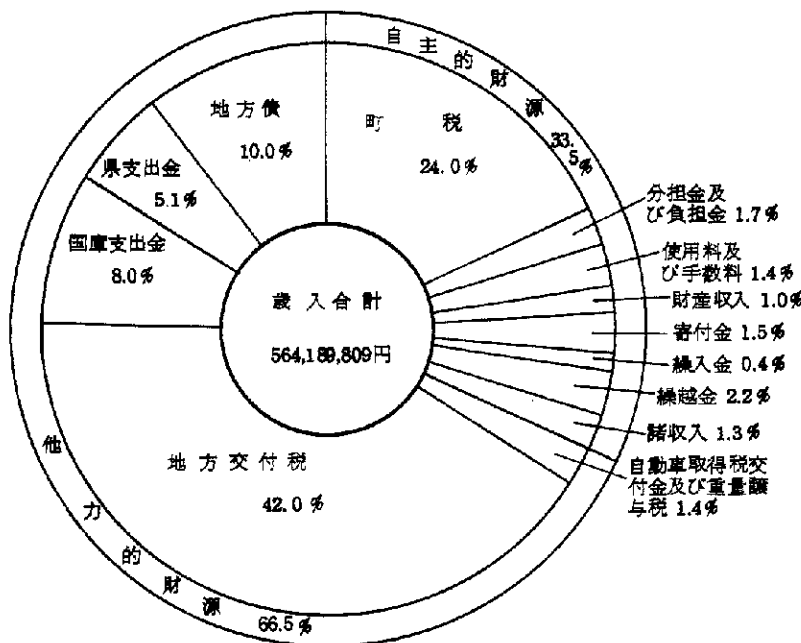 自主的財源 33.5%
町税
24.0%
分担金及
び負担金 1.7%
使用料及
び手数料 1.4%
財産収入 1.0%
寄付金 1.5%
繰入金 0.4%
繰越金 2.2%
諸収入 1.3%
自動車取得税交
付金及び重量譲
与税 1.4%
地方交付税
42.0%
国庫支出金
8.0%
県支出金
5.1%
地方債
10.0%
歳入合計
564,189,809円
他力的財源 66.5%